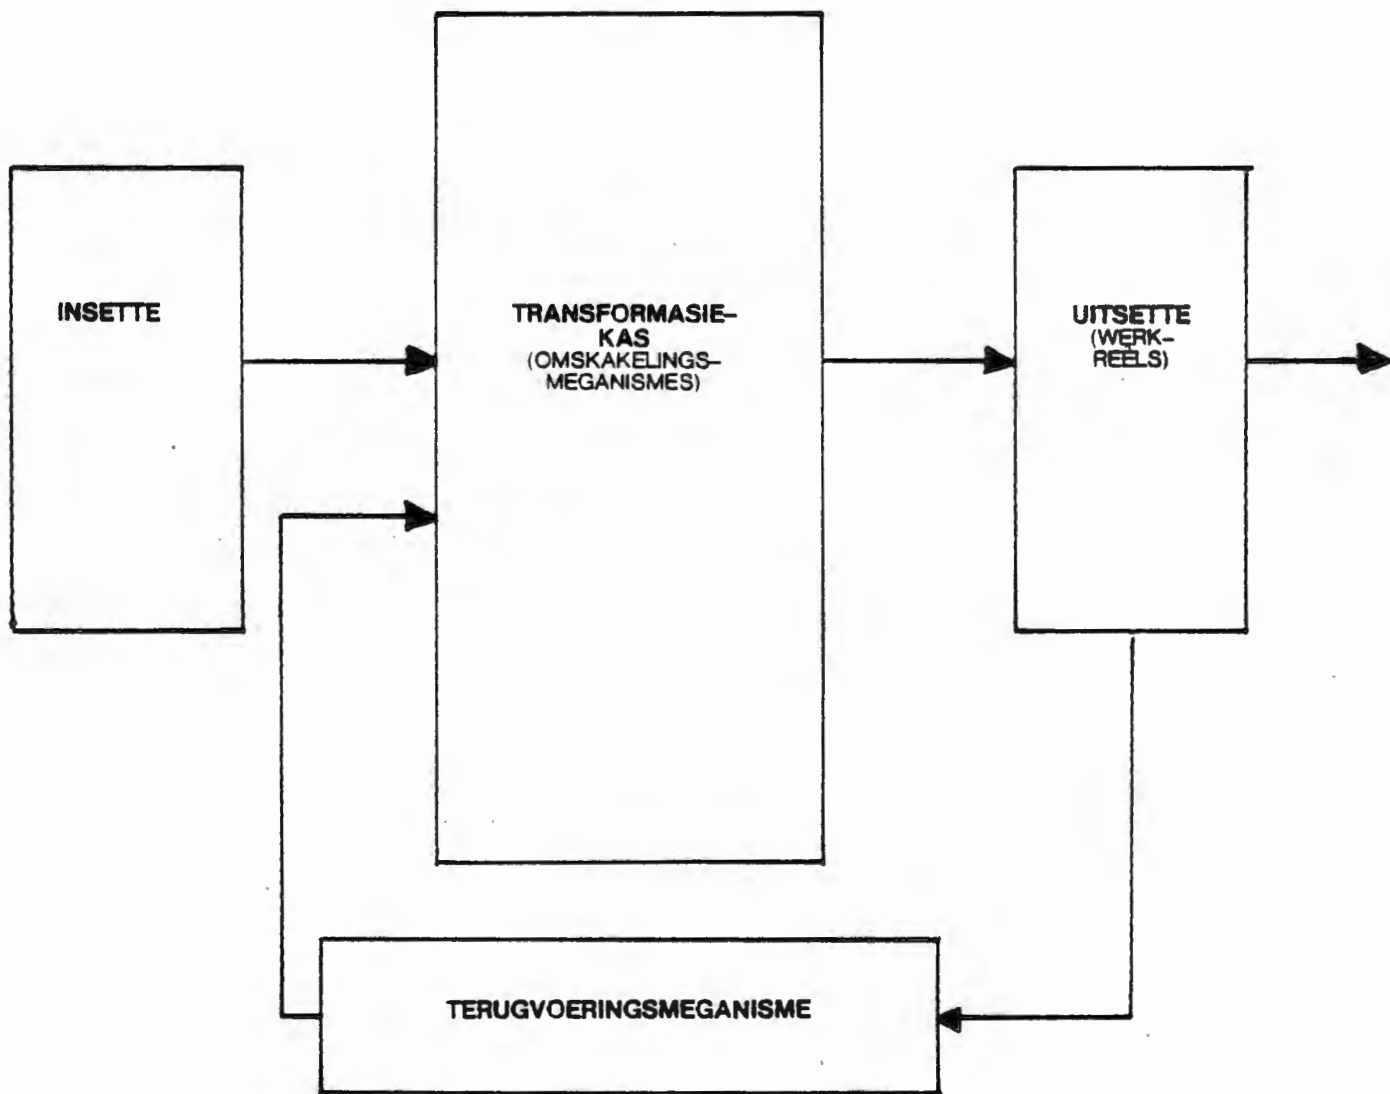 INSETTE
TRANSFORMASIE-
KAS
(OMSKAKELINGS-
MEGANISMES)
UITSETTE
(WERK-
REËLS)
TERUGVOERINGSMEGANISME